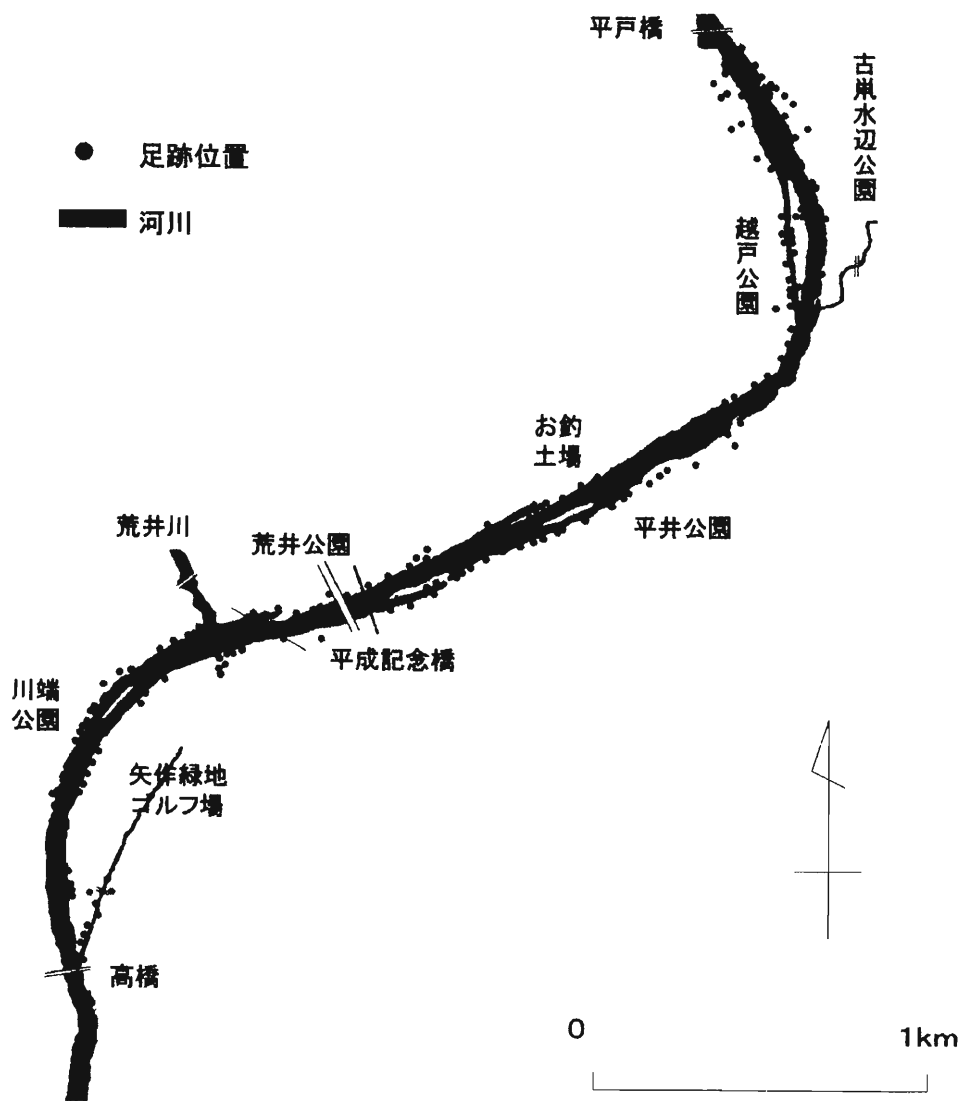 平戸橋
古鼡水辺公園
足跡位置
河川
越戸公園
お釣
土場
平井公園
荒井川
荒井公園
平成記念橋
川端
公園
矢作緑地
ゴルフ場
高橋
0
1km